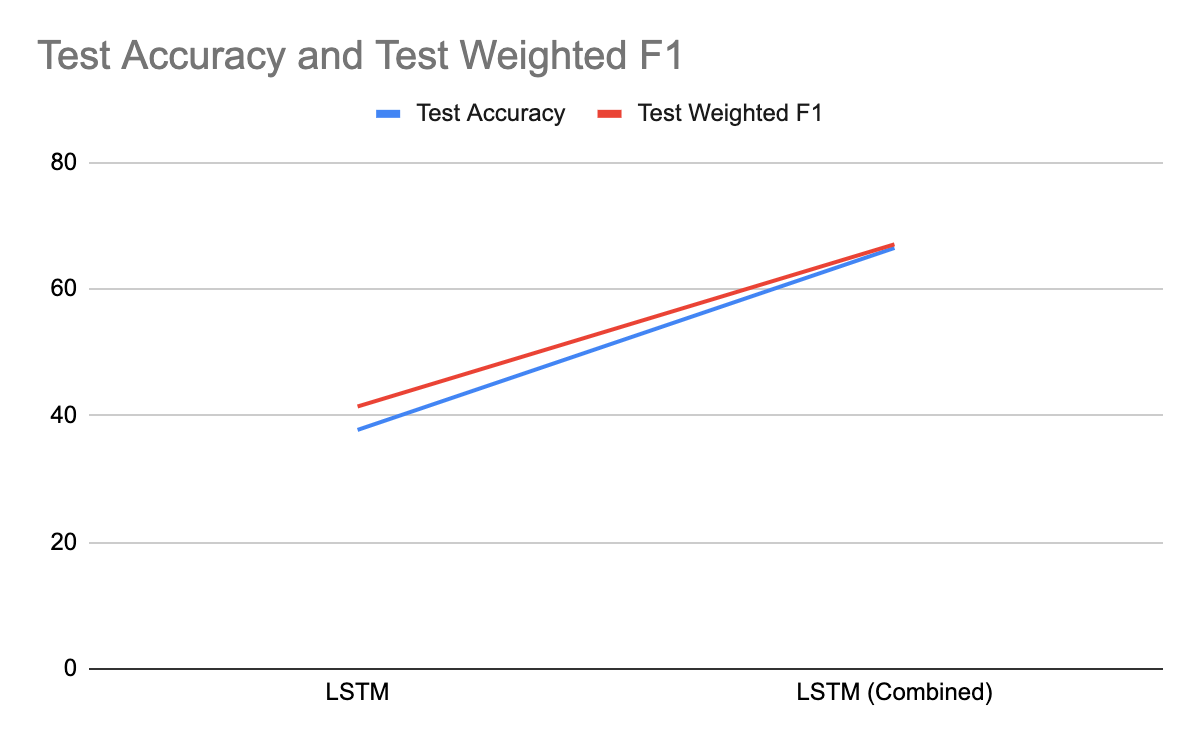 Test Accuracy and Test Weighted F1
Test Accuracy
Test Weighted F1
80
60
40
20
0
LSTM
LSTM (Combined)